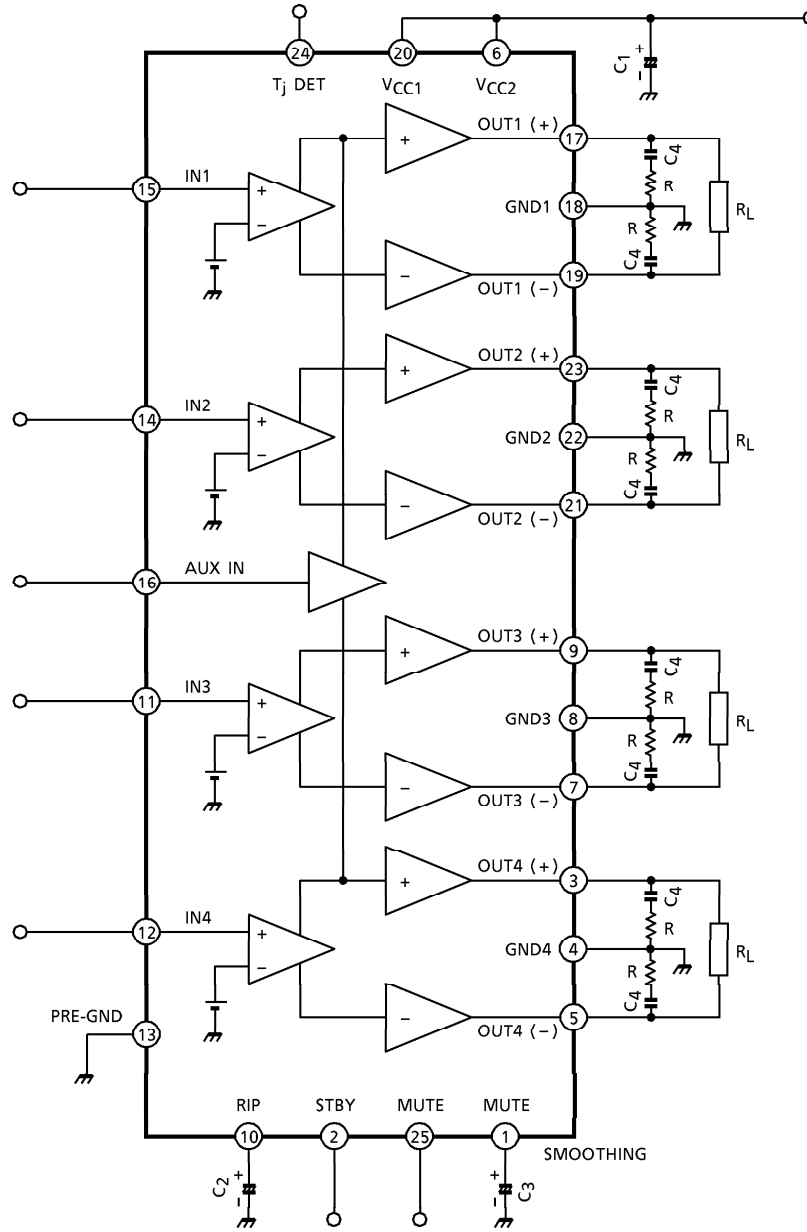 24 20 6
Tj DET VCC1 VCC2
C1 + −
OUT1 (+) 17
C4
R
15 IN1 + −
+
GND1 18
RL
R
C4
−
OUT1 (−) 19
OUT2 (+) 23
C4
R
14 IN2 + −
+
GND2 22
RL
R
C4
−
OUT2 (−) 21
16 AUX IN
OUT3 (+) 9
C4
R
11 IN3 + −
+
GND3 8
RL
R
C4
−
OUT3 (−) 7
OUT4 (+) 3
C4
R
12 IN4 + −
+
GND4 4
RL
R
C4
−
OUT4 (−) 5
PRE-GND 13
RIP STBY MUTE MUTE
10 2 25 1
SMOOTHING
C2 + −
+ − C3